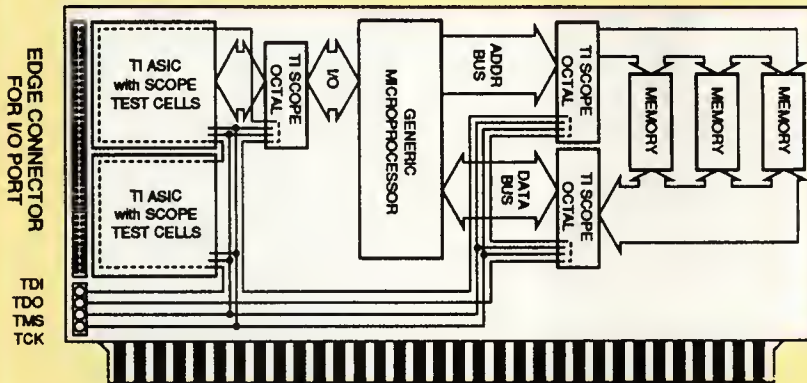 EDGE CONNECTOR
FOR I/O PORT
TI ASIC
with SCOPE
TEST CELLS
TI ASIC
with SCOPE
TEST CELLS
TI SCOPE
OCTAL
I/O
GENERIC
MICROPROCESSOR
ADDR
BUS
DATA
BUS
TI SCOPE
OCTAL
TI SCOPE
OCTAL
MEMORY
MEMORY
MEMORY
TDI
TDO
TMS
TCK